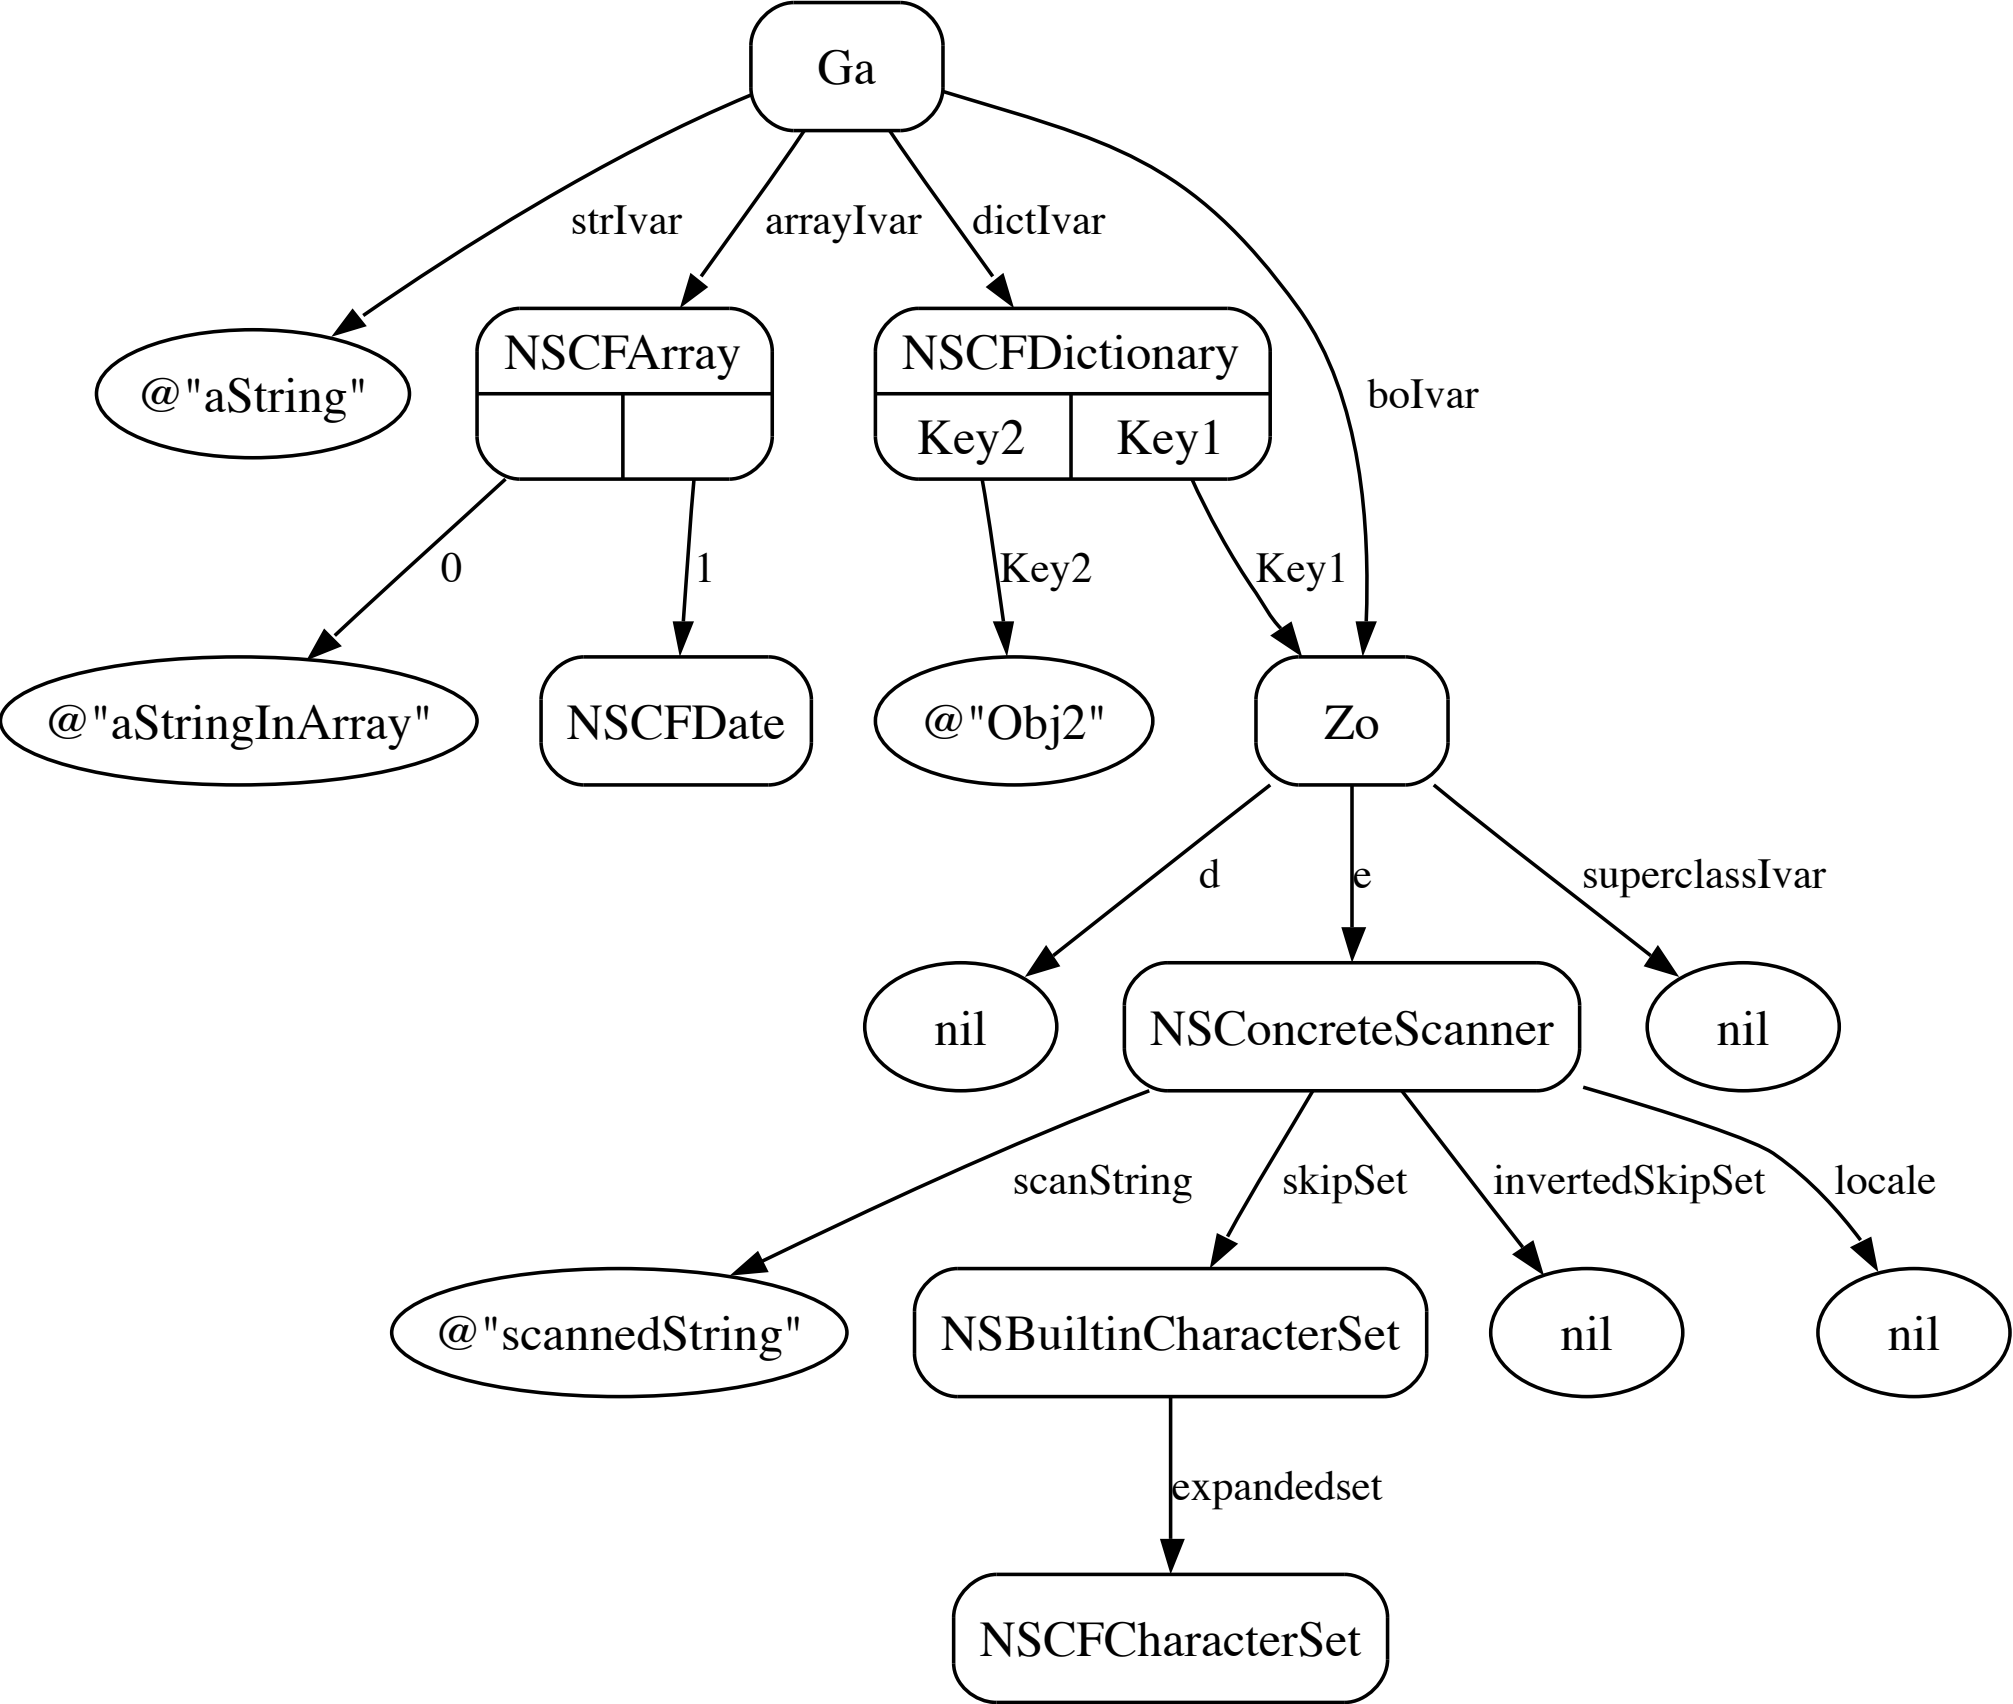 Ga
strIvar
arrayIvar
dictIvar
boIvar
@"aString"
NSCFArray
NSCFDictionary
Key2
Key1
0
1
Key2
Key1
@"aStringInArray"
NSCFDate
@"Obj2"
Zo
d
e
superclassIvar
nil
NSConcreteScanner
nil
scanString
skipSet
invertedSkipSet
locale
@"scannedString"
NSBuiltinCharacterSet
nil
nil
expandedset
NSCFCharacterSet